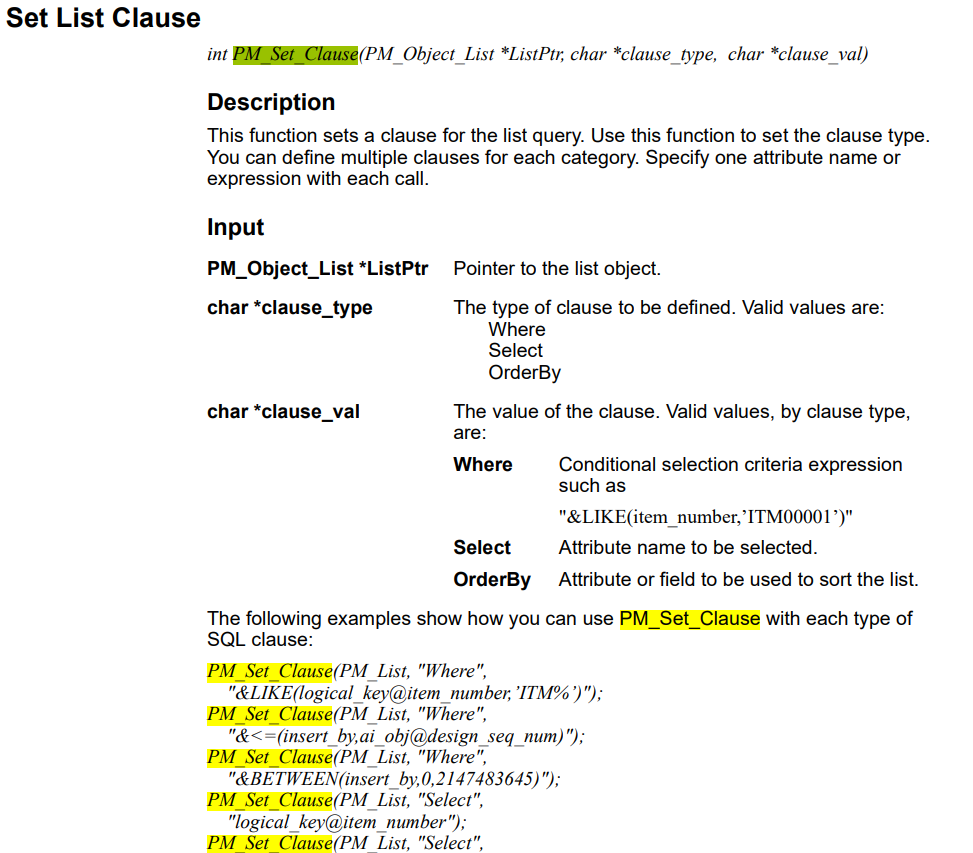 Set List Clause
int PM_Set_Clause(PM_Object_List *ListPtr, char *clause_type, char *clause_val)
Description
This function sets a clause for the list query. Use this function to set the clause type.
You can define multiple clauses for each category. Specify one attribute name or
expression with each call.
Input
PM_Object_List *ListPtr Pointer to the list object.
char *clause_type The type of clause to be defined. Valid values are:
Where
Select
OrderBy
char *clause_val The value of the clause. Valid values, by clause type,
are:
Where Conditional selection criteria expression
such as
"&LIKE(item_number,’ITM00001’)"
Select Attribute name to be selected.
OrderBy Attribute or field to be used to sort the list.
The following examples show how you can use PM_Set_Clause with each type of
SQL clause:
PM_Set_Clause(PM_List, "Where",
"&LIKE(logical_key@item_number,’ITM%’)");
PM_Set_Clause(PM_List, "Where",
"&<=(insert_by,ai_obj@design_seq_num)");
PM_Set_Clause(PM_List, "Where",
"&BETWEEN(insert_by,0,2147483645)");
PM_Set_Clause(PM_List, "Select",
"logical_key@item_number");
PM_Set_Clause(PM_List, "Select",